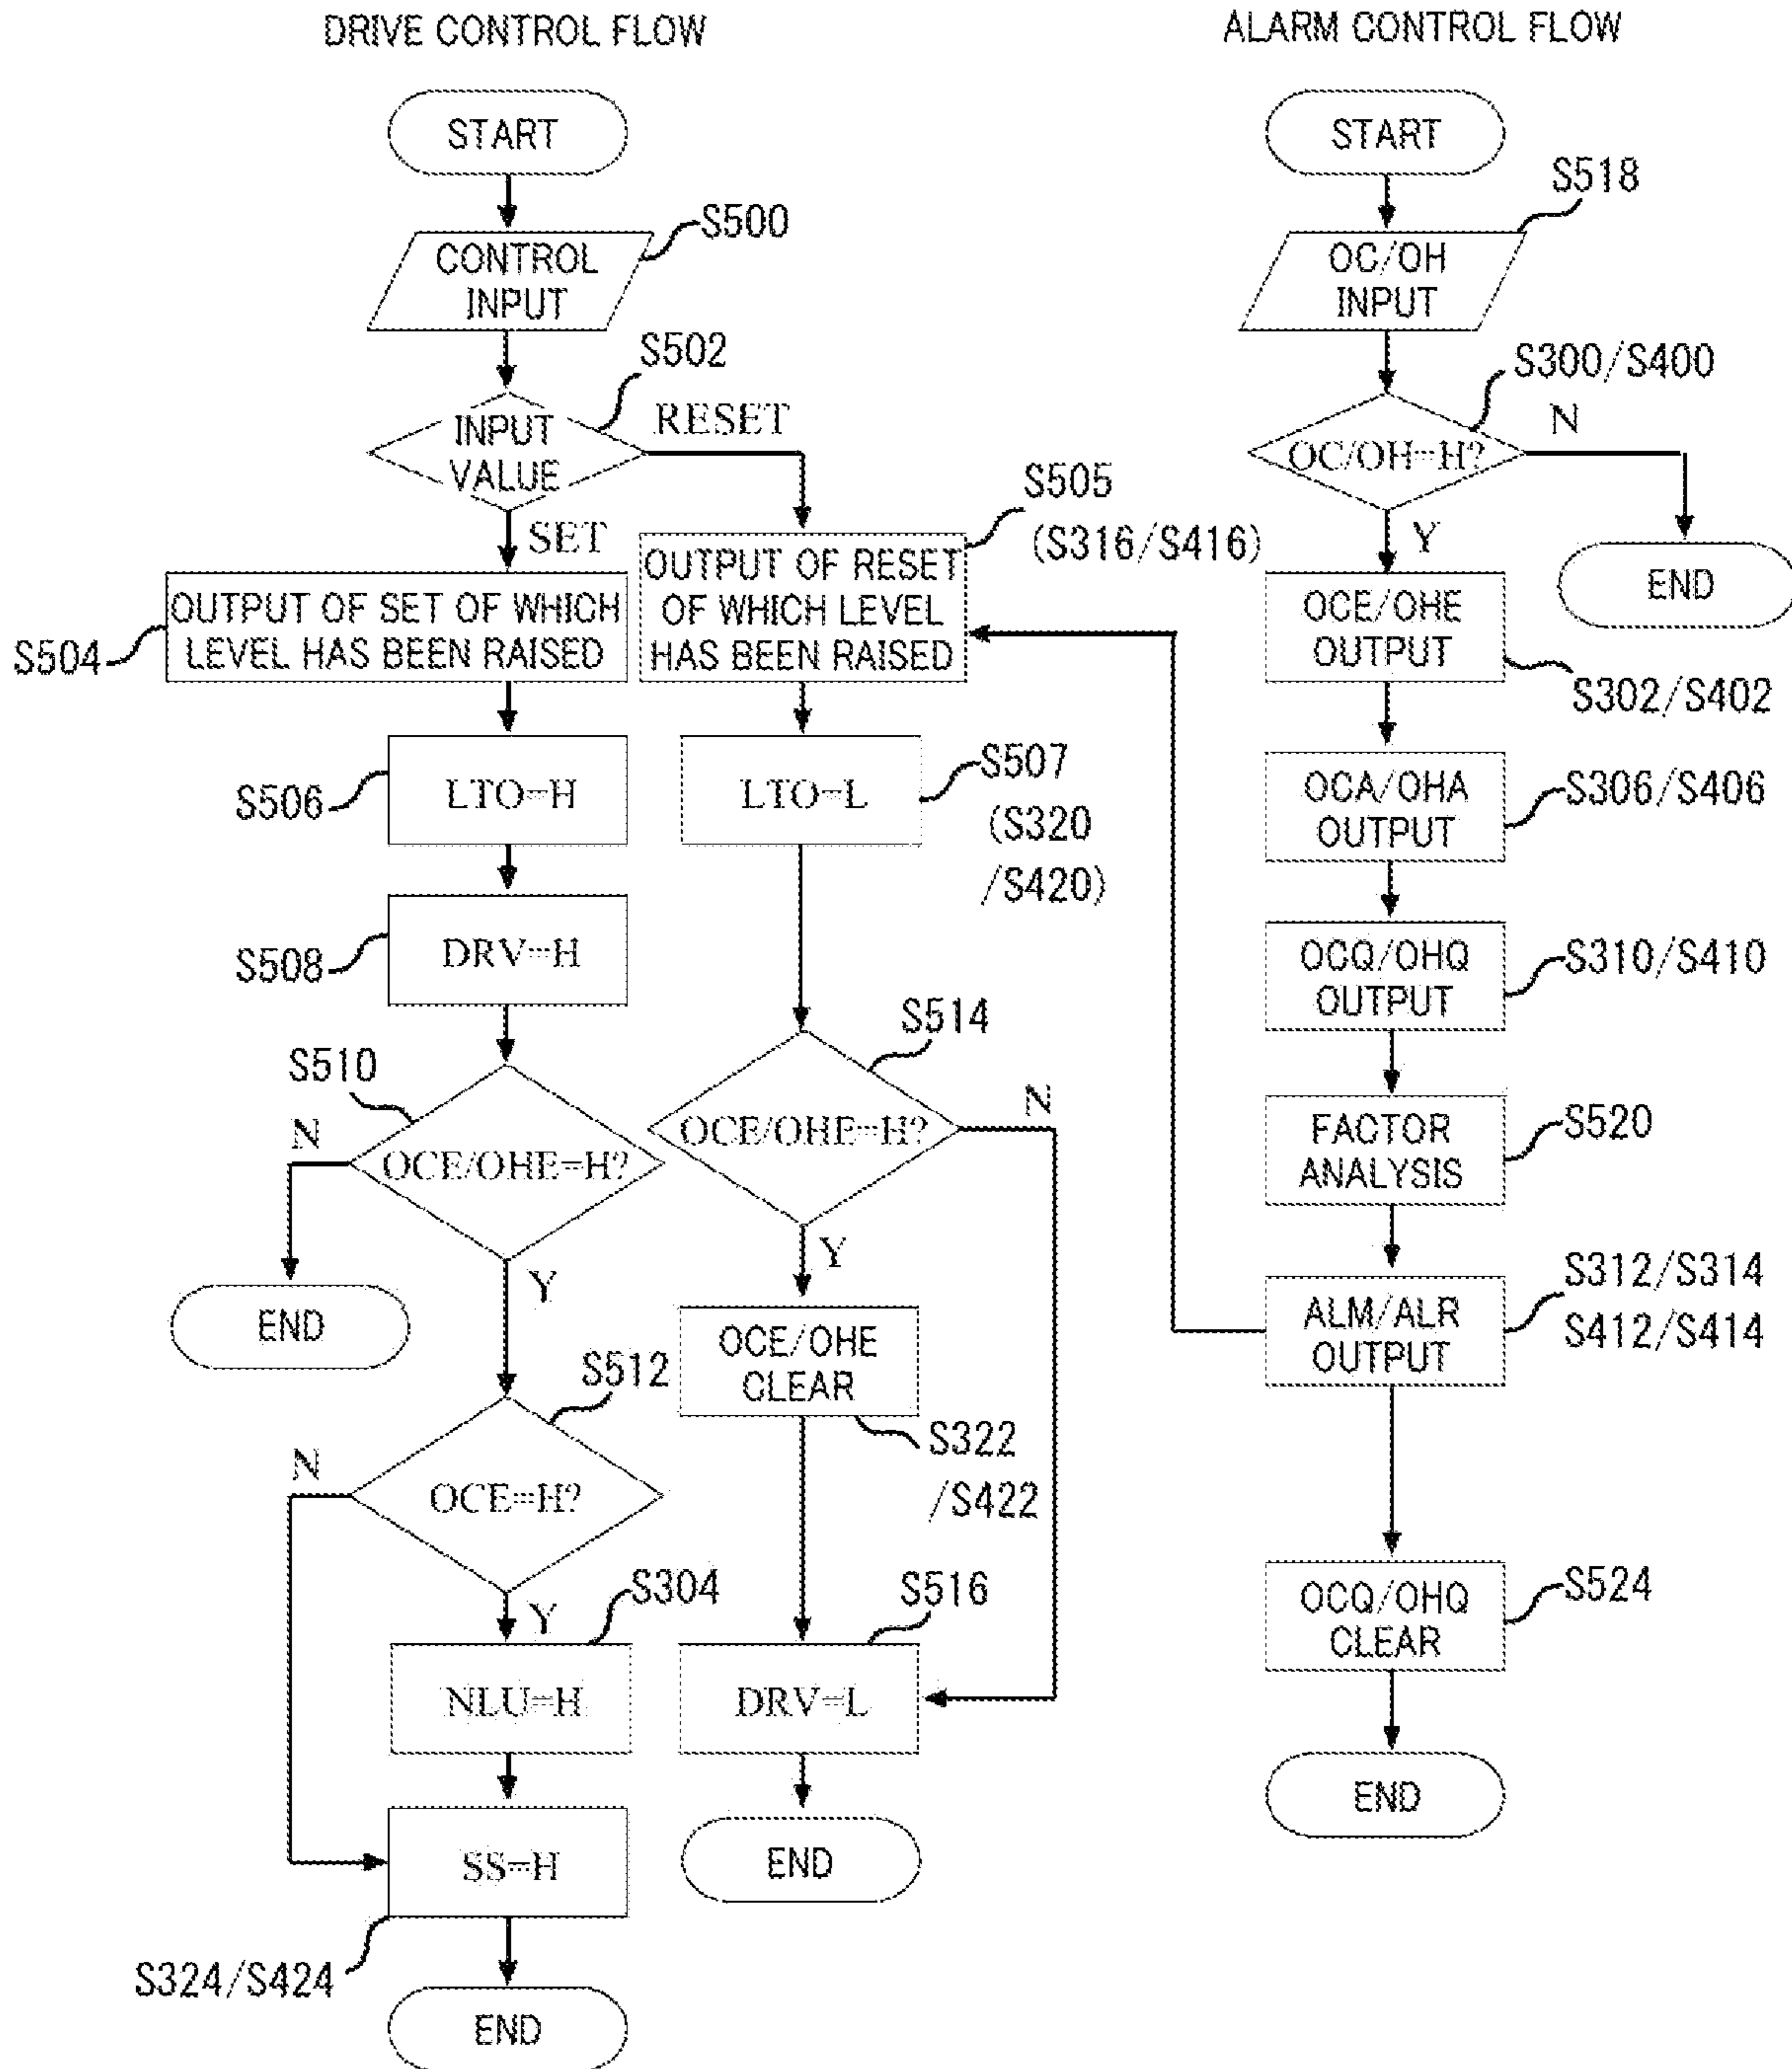 DRIVE CONTROL FLOW
START
S500
CONTROL
INPUT
S502
INPUT
VALUE
RESET
SET
S504
OUTPUT OF SET OF WHICH
LEVEL HAS BEEN RAISED
S505
(S316/S416)
OUTPUT OF RESET
OF WHICH LEVEL
HAS BEEN RAISED
S506
LTO=H
LTO=L
S507
(S320
/S420)
S508
DRV=H
S510
OCE/OHE=H?
N
END
Y
S514
OCE/OHE=H?
N
Y
OCE/OHE
CLEAR
S322
/S422
S512
OCE=H?
N
Y
S304
NLU=H
S516
DRV=L
END
SS=H
S324/S424
END
ALARM CONTROL FLOW
START
S518
OC/OH
INPUT
S300/S400
OC/OH=H?
N
END
Y
OCE/OHE
OUTPUT
S302/S402
OCA/OHA
OUTPUT
S306/S406
OCQ/OHQ
OUTPUT
S310/S410
FACTOR
ANALYSIS
S520
ALM/ALR
OUTPUT
S312/S314
S412/S414
OCQ/OHQ
CLEAR
S524
END